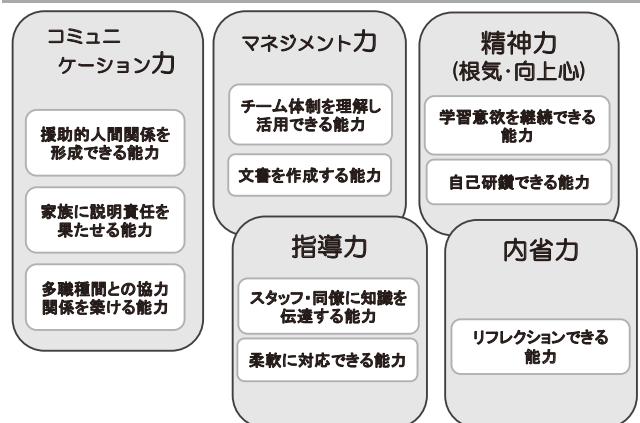 コミュニ
ケーション力
援助的人間関係を
形成できる能力
家族に説明責任を
果たせる能力
多職種間との協力
関係を築ける能力
マネジメント力
チーム体制を理解し
活用できる能力
文書を作成する能力
精神力
(根気・向上心)
学習意欲を継続できる
能力
自己研鑽できる能力
指導力
スタッフ・同僚に知識を
伝達する能力
柔軟に対応できる能力
内省力
リフレクションできる
能力